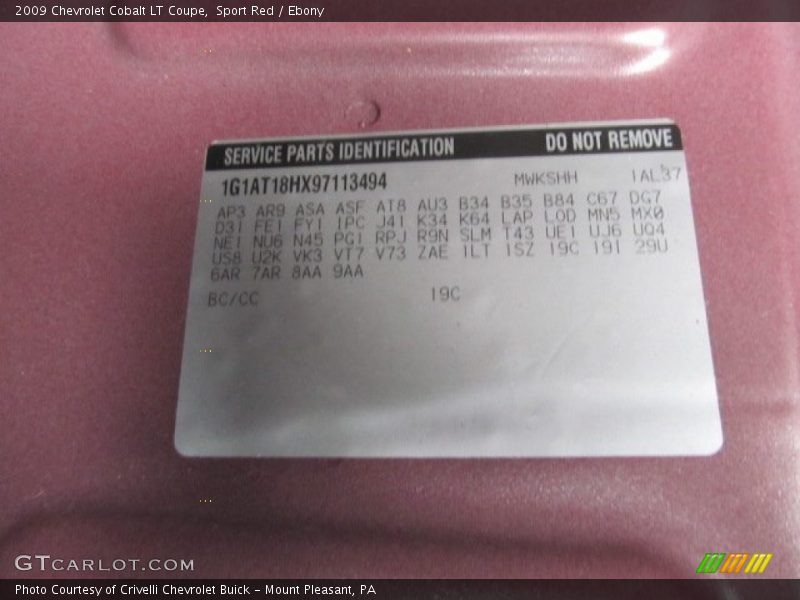 2009 Chevrolet Cobalt LT Coupe, Sport Red / Ebony
SERVICE PARTS IDENTIFICATION DO NOT REMOVE
1G1AT18HX97113494 MWKSHH 1AL37
AP3 AR9 ASA ASF AT8 AU3 B34 B35 B84 C67 DG7
D31 FE1 FY1 IPC J41 K34 K64 LAP LOD MN5 MX0
NE1 NU6 N45 PG1 RPJ R9N SLM T43 UE1 UJ6 UQ4
US8 U2K VK3 VT7 V73 ZAE 1LT 1SZ 19C 19I 29U
6AR 7AR 8AA 9AA
BC/CC 19C
GTCARLOT.COM
Photo Courtesy of Crivelli Chevrolet Buick - Mount Pleasant, PA